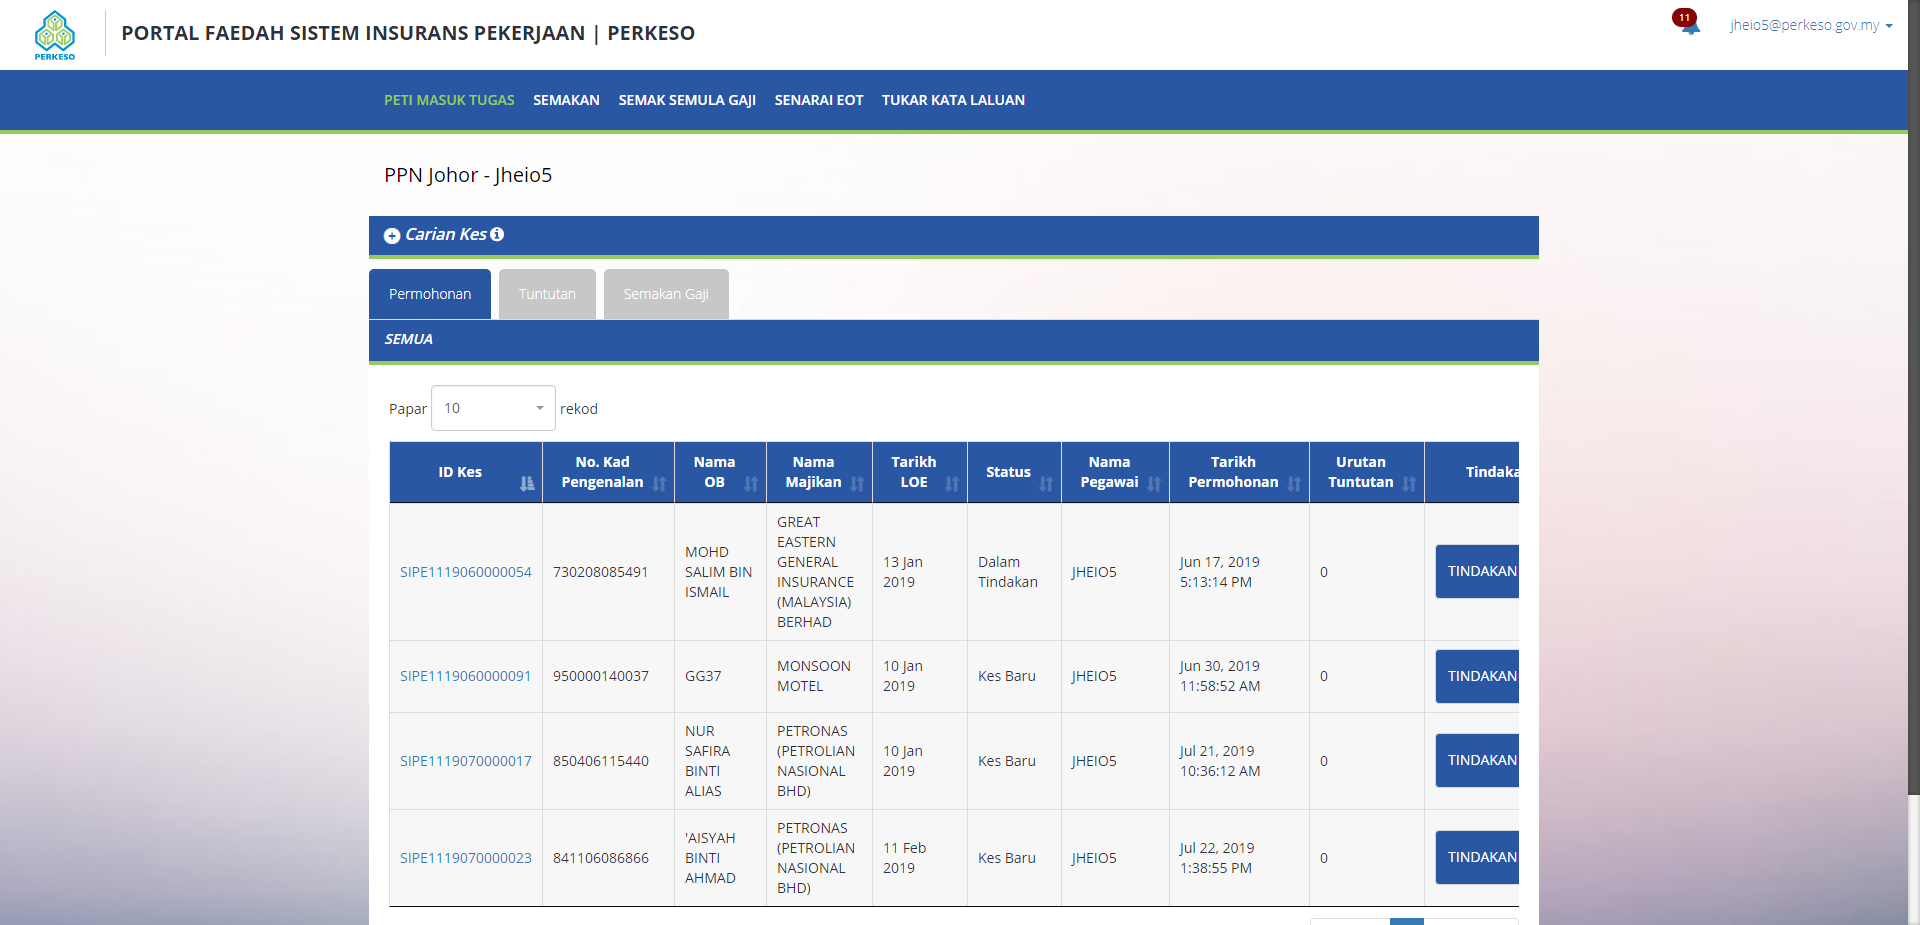 PERKESO
PORTAL FAEDAH SISTEM INSURANS PEKERJAAN | PERKESO
11
jheio5@perkeso.gov.my
PETI MASUK TUGAS SEMAKAN SEMAK SEMULA GAJI SENARAI EOT TUKAR KATA LALUAN
PPN Johor - Jheio5
Carian Kes
Permohonan Tuntutan Semakan Gaji
SEMUA
Papar 10 rekod
ID Kes
No. Kad
Pengenalan
Nama
OB
Nama
Majikan
Tarikh
LOE
Status
Nama
Pegawai
Tarikh
Permohonan
Urutan
Tuntutan
Tindaka
SIPE1119060000054
730208085491
MOHD
SALIM BIN
ISMAIL
GREAT
EASTERN
GENERAL
INSURANCE
(MALAYSIA)
BERHAD
13 Jan
2019
Dalam
Tindakan
JHEIO5
Jun 17, 2019
5:13:14 PM
0
TINDAKAN
SIPE1119060000091
950000140037
GG37
MONSOON
MOTEL
10 Jan
2019
Kes Baru
JHEIO5
Jun 30, 2019
11:58:52 AM
0
TINDAKAN
SIPE1119070000017
850406115440
NUR
SAFIRA
BINTI
ALIAS
PETRONAS
(PETROLIAN
NASIONAL
BHD)
10 Jan
2019
Kes Baru
JHEIO5
Jul 21, 2019
10:36:12 AM
0
TINDAKAN
SIPE1119070000023
841106086866
'AISYAH
BINTI
AHMAD
PETRONAS
(PETROLIAN
NASIONAL
BHD)
11 Feb
2019
Kes Baru
JHEIO5
Jul 22, 2019
1:38:55 PM
0
TINDAKAN